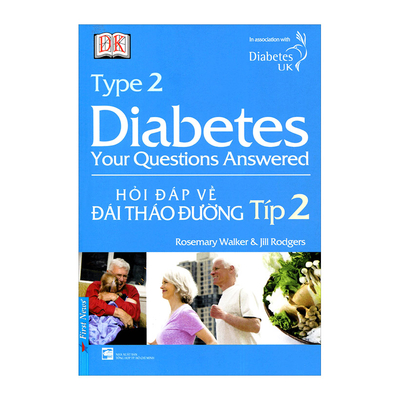 DK
In association with
Diabetes
UK
Type 2
Diabetes
Your Questions Answered
HỎI ĐÁP VỀ
ĐÁI THÁO ĐƯỜNG Típ 2
Rosemary Walker & Jill Rodgers
First News